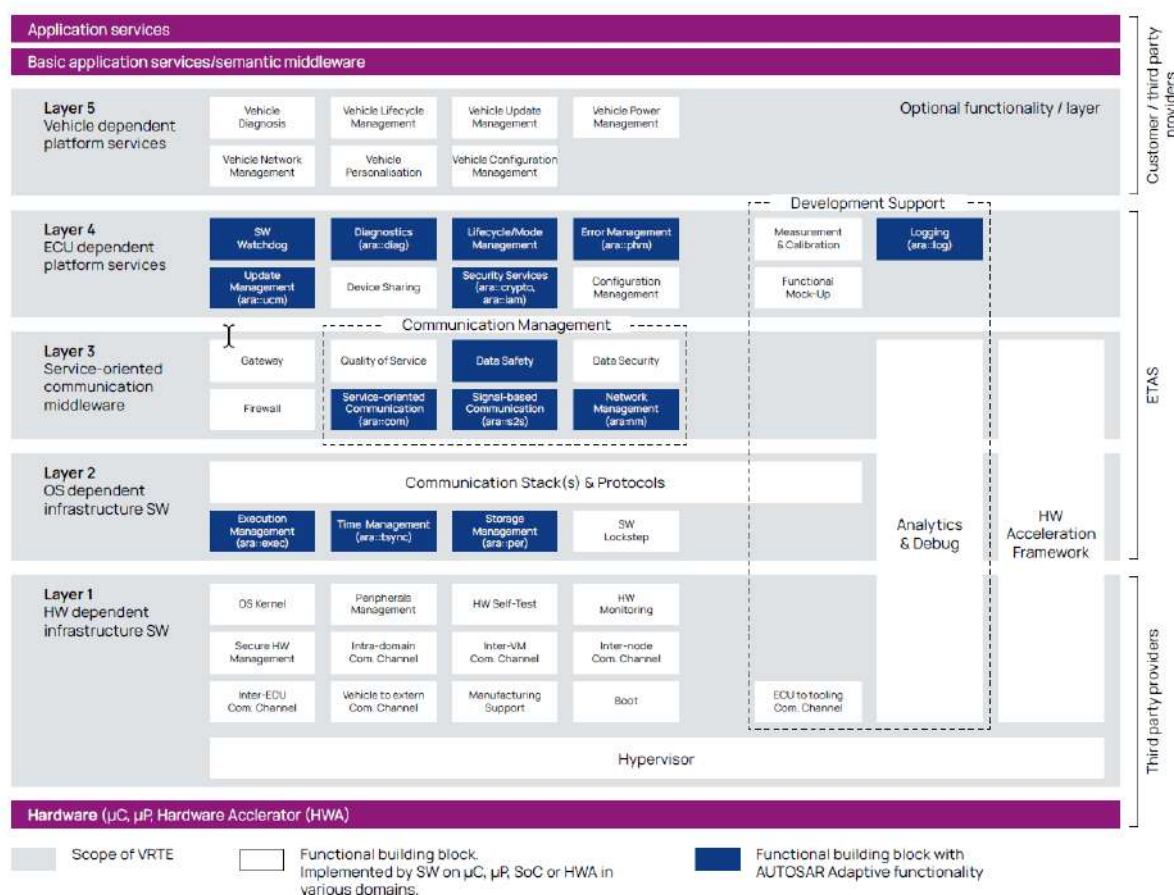 Application services
Basic application services/semantic middleware
Layer 5
Vehicle dependent
platform services
Vehicle
Diagnosis
Vehicle Lifecycle
Management
Vehicle Update
Management
Vehicle Power
Management
Optional functionality / layer
Vehicle Network
Management
Vehicle
Personalisation
Vehicle Configuration
Management
Customer / third party
providers
Development Support
Layer 4
ECU dependent
platform services
SW
Watchdog
Diagnostics
(ara::diag)
Lifecycle/Mode
Management
Error Management
(ara::phm)
Measurement
& Calibration
Logging
(ara::log)
Update
Management
(ara::ucm)
Device Sharing
Security Services
(ara::crypto,
ara::iam)
Configuration
Management
Functional
Mock-Up
Communication Management
Layer 3
Service-oriented
communication
middleware
Gateway
Quality of Service
Data Safety
Data Security
Firewall
Service-oriented
Communication
(ara::com)
Signal-based
Communication
(ara::s2s)
Network
Management
(ara:nm)
ETAS
Layer 2
OS dependent
infrastructure SW
Communication Stack(s) & Protocols
Execution
Management
(ara::exec)
Time Management
(ara::tsync)
Storage
Management
(ara::per)
SW
Lockstep
Analytics
& Debug
HW
Acceleration
Framework
Layer 1
HW dependent
infrastructure SW
OS Kernel
Peripherals
Management
HW Self-Test
HW
Monitoring
Secure HW
Management
Intra-domain
Com. Channel
Inter-VM
Com. Channel
Inter-node
Com. Channel
Inter-ECU
Com. Channel
Vehicle to extern
Com. Channel
Manufacturing
Support
Boot
ECU to tooling
Com. Channel
Hypervisor
Third party providers
Hardware (µC, µP, Hardware Acclerator (HWA)
Scope of VRTE
Functional building block.
Implemented by SW on µC, µP, SoC or HWA in
various domains.
Functional building block with
AUTOSAR Adaptive functionality